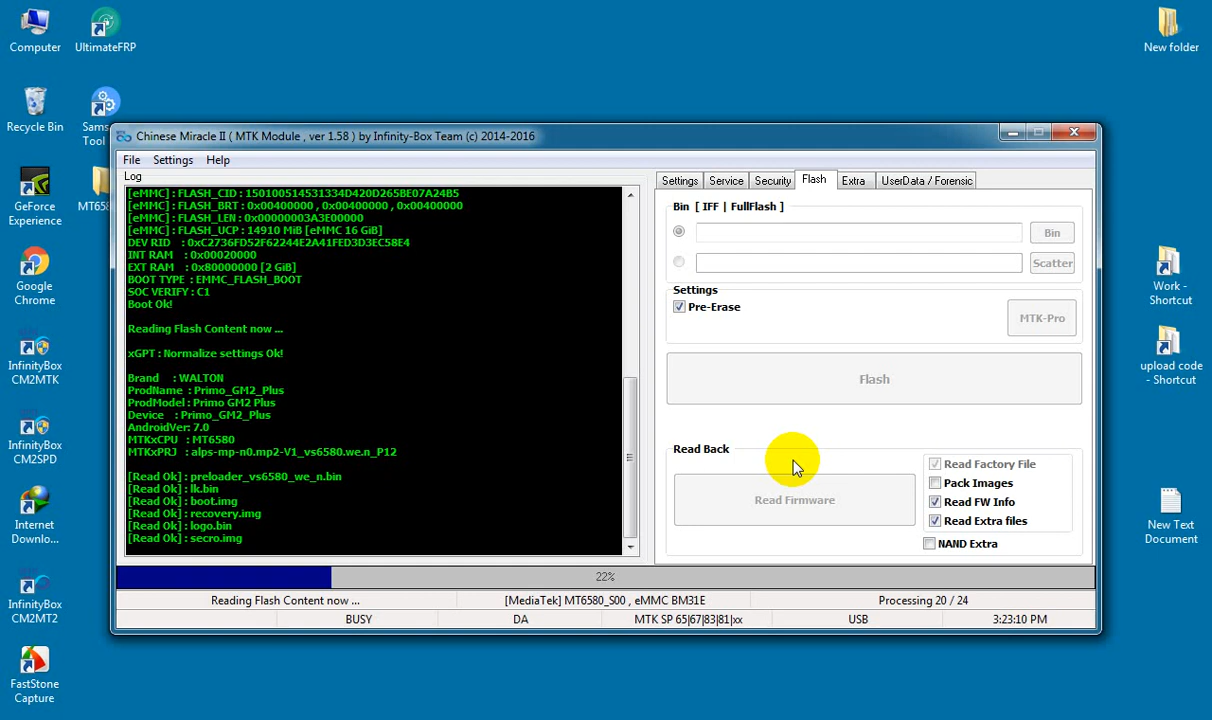 Computer
UltimateFRP
New folder
Recycle Bin
Sams
Tool
GeForce
Experience
MT65
Google
Chrome
InfinityBox
CM2MTK
InfinityBox
CM2SPD
Internet
Downlo...
InfinityBox
CM2MT2
FastStone
Capture
Work -
Shortcut
upload code
- Shortcut
New Text
Document
Chinese Miracle II ( MTK Module , ver 1.58 ) by Infinity-Box Team (c) 2014-2016
File Settings Help
Log
[eMMC] : FLASH_CID : 150100514531334D420D265BE07A24B5
[eMMC] : FLASH_BRT : 0x00400000 , 0x00400000 , 0x00400000
[eMMC] : FLASH_LEN : 0x00000003A3E00000
[eMMC] : FLASH_UCP : 14910 MiB [eMMC 16 GiB]
DEV RID : 0xC2736FD52F62244E2A41FED3D3EC58E4
INT RAM : 0x00020000
EXT RAM : 0x80000000 [2 GiB]
BOOT TYPE : EMMC_FLASH_BOOT
SOC VERIFY : C1
Boot Ok!
Reading Flash Content now ...
xGPT : Normalize settings Ok!
Brand : WALTON
ProdName : Primo_GM2_Plus
ProdModel : Primo GM2 Plus
Device : Primo_GM2_Plus
AndroidVer: 7.0
MTKxCPU : MT6580
MTKxPRJ : alps-mp-n0.mp2-V1_vs6580.we.n_P12
[Read Ok] : preloader_vs6580_we_n.bin
[Read Ok] : lk.bin
[Read Ok] : boot.img
[Read Ok] : recovery.img
[Read Ok] : logo.bin
[Read Ok] : secro.img
Settings Service Security Flash Extra UserData / Forensic
Bin [ IFF | FullFlash ]
Bin
Scatter
Settings
Pre-Erase
MTK-Pro
Flash
Read Back
Read Firmware
Read Factory File
Pack Images
Read FW Info
Read Extra files
NAND Extra
22%
Reading Flash Content now ... [MediaTek] MT6580_S00 , eMMC BM31E Processing 20 / 24
BUSY DA MTK SP 65|67|83|81|xx USB 3:23:10 PM